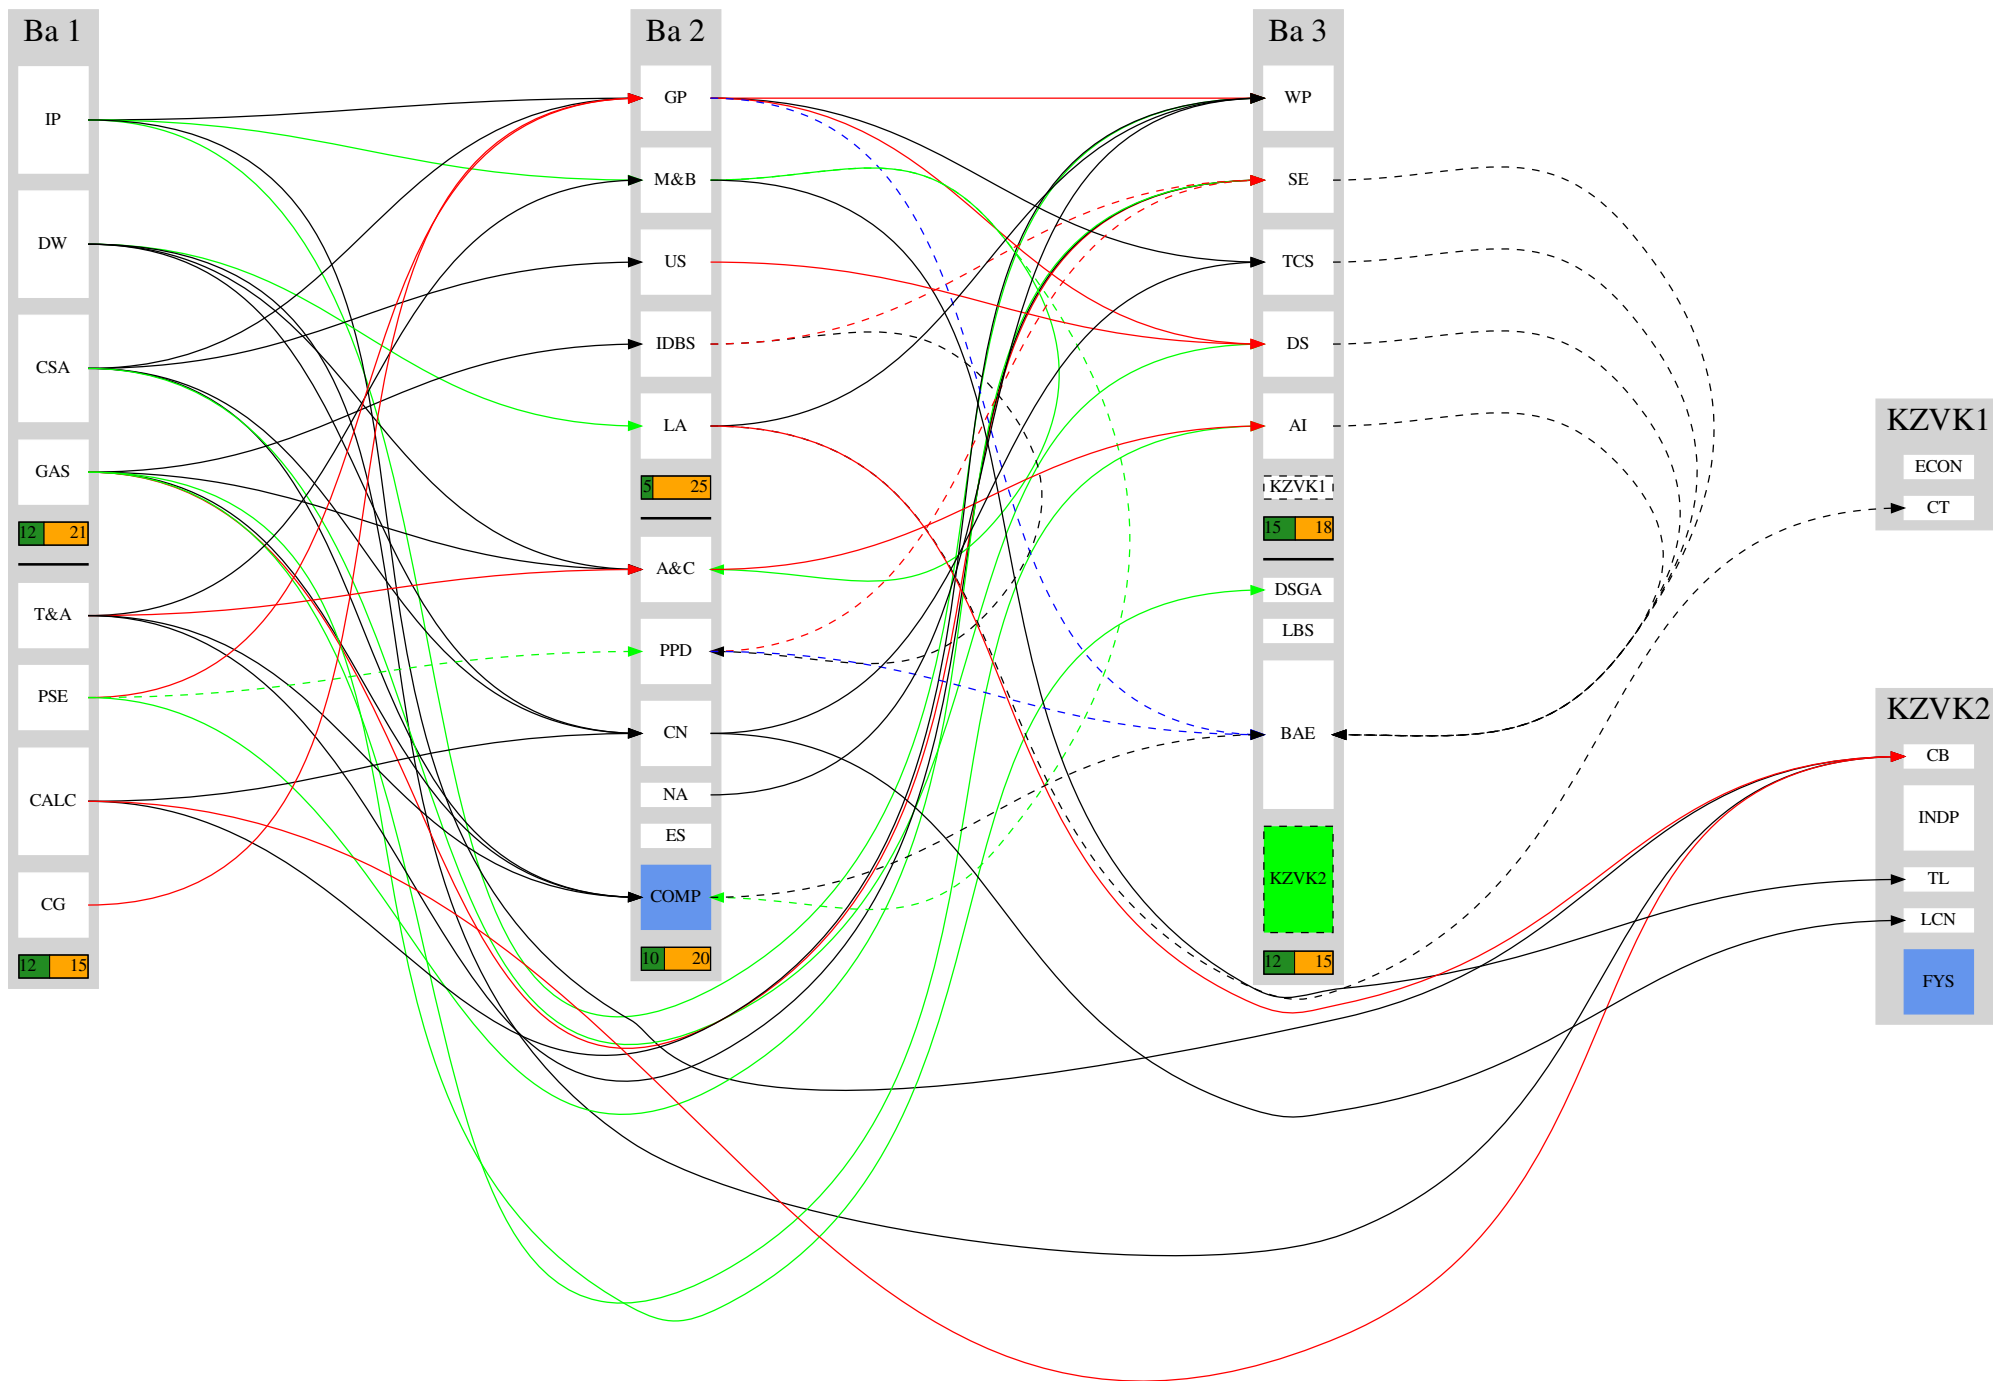 Ba 1
IP
DW
CSA
GAS
12 21
T&A
PSE
CALC
CG
12 15
Ba 2
GP
M&B
US
IDBS
LA
5 25
A&C
PPD
CN
NA
ES
COMP
10 20
Ba 3
WP
SE
TCS
DS
AI
KZVK1
15 18
DSGA
LBS
BAE
KZVK2
12 15
KZVK1
ECON
CT
KZVK2
CB
INDP
TL
LCN
FYS